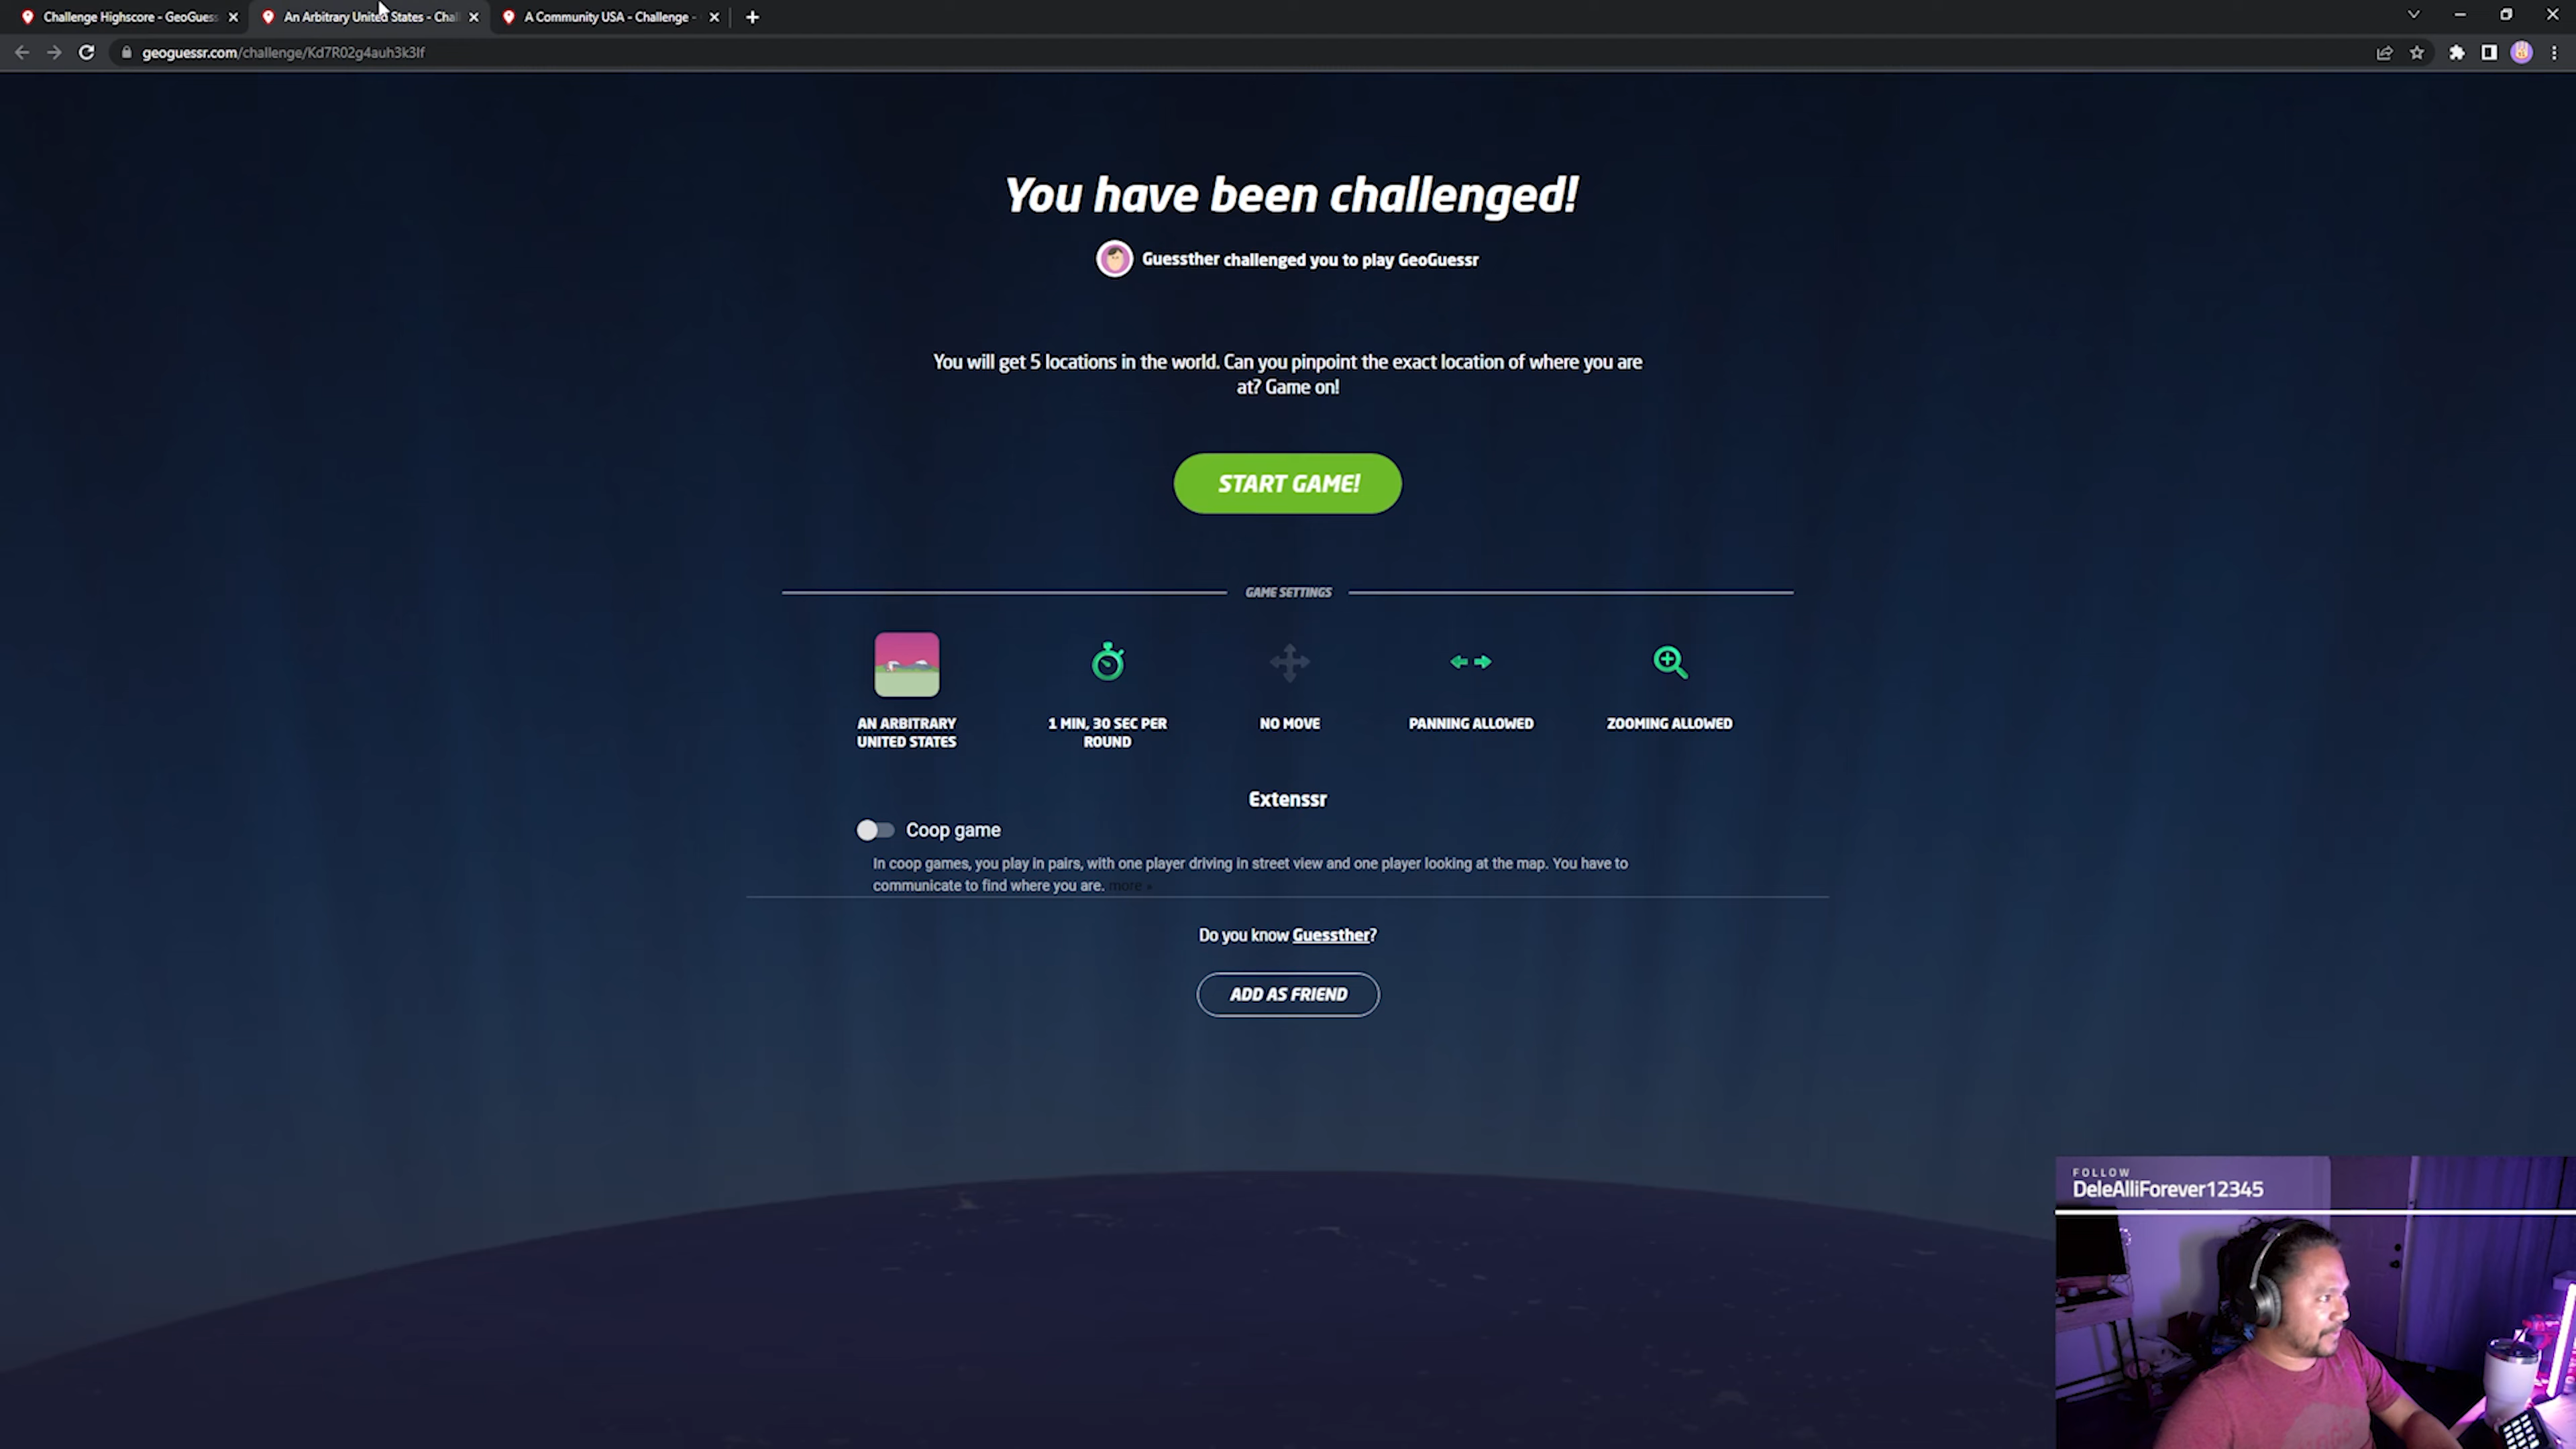 Challenge Highscore - GeoGuess
An Arbitrary United States - Chal
A Community USA - Challenge -
geoguessr.com/challenge/Kd7R02g4auh3k3lf
You have been challenged!
Guessther challenged you to play GeoGuessr
You will get 5 locations in the world. Can you pinpoint the exact location of where you are
at? Game on!
START GAME!
GAME SETTINGS
AN ARBITRARY
UNITED STATES
1 MIN, 30 SEC PER
ROUND
NO MOVE
PANNING ALLOWED
ZOOMING ALLOWED
Extenssr
Coop game
In coop games, you play in pairs, with one player driving in street view and one player looking at the map. You have to
communicate to find where you are. more »
Do you know Guessther?
ADD AS FRIEND
FOLLOW
DeleAlliForever12345